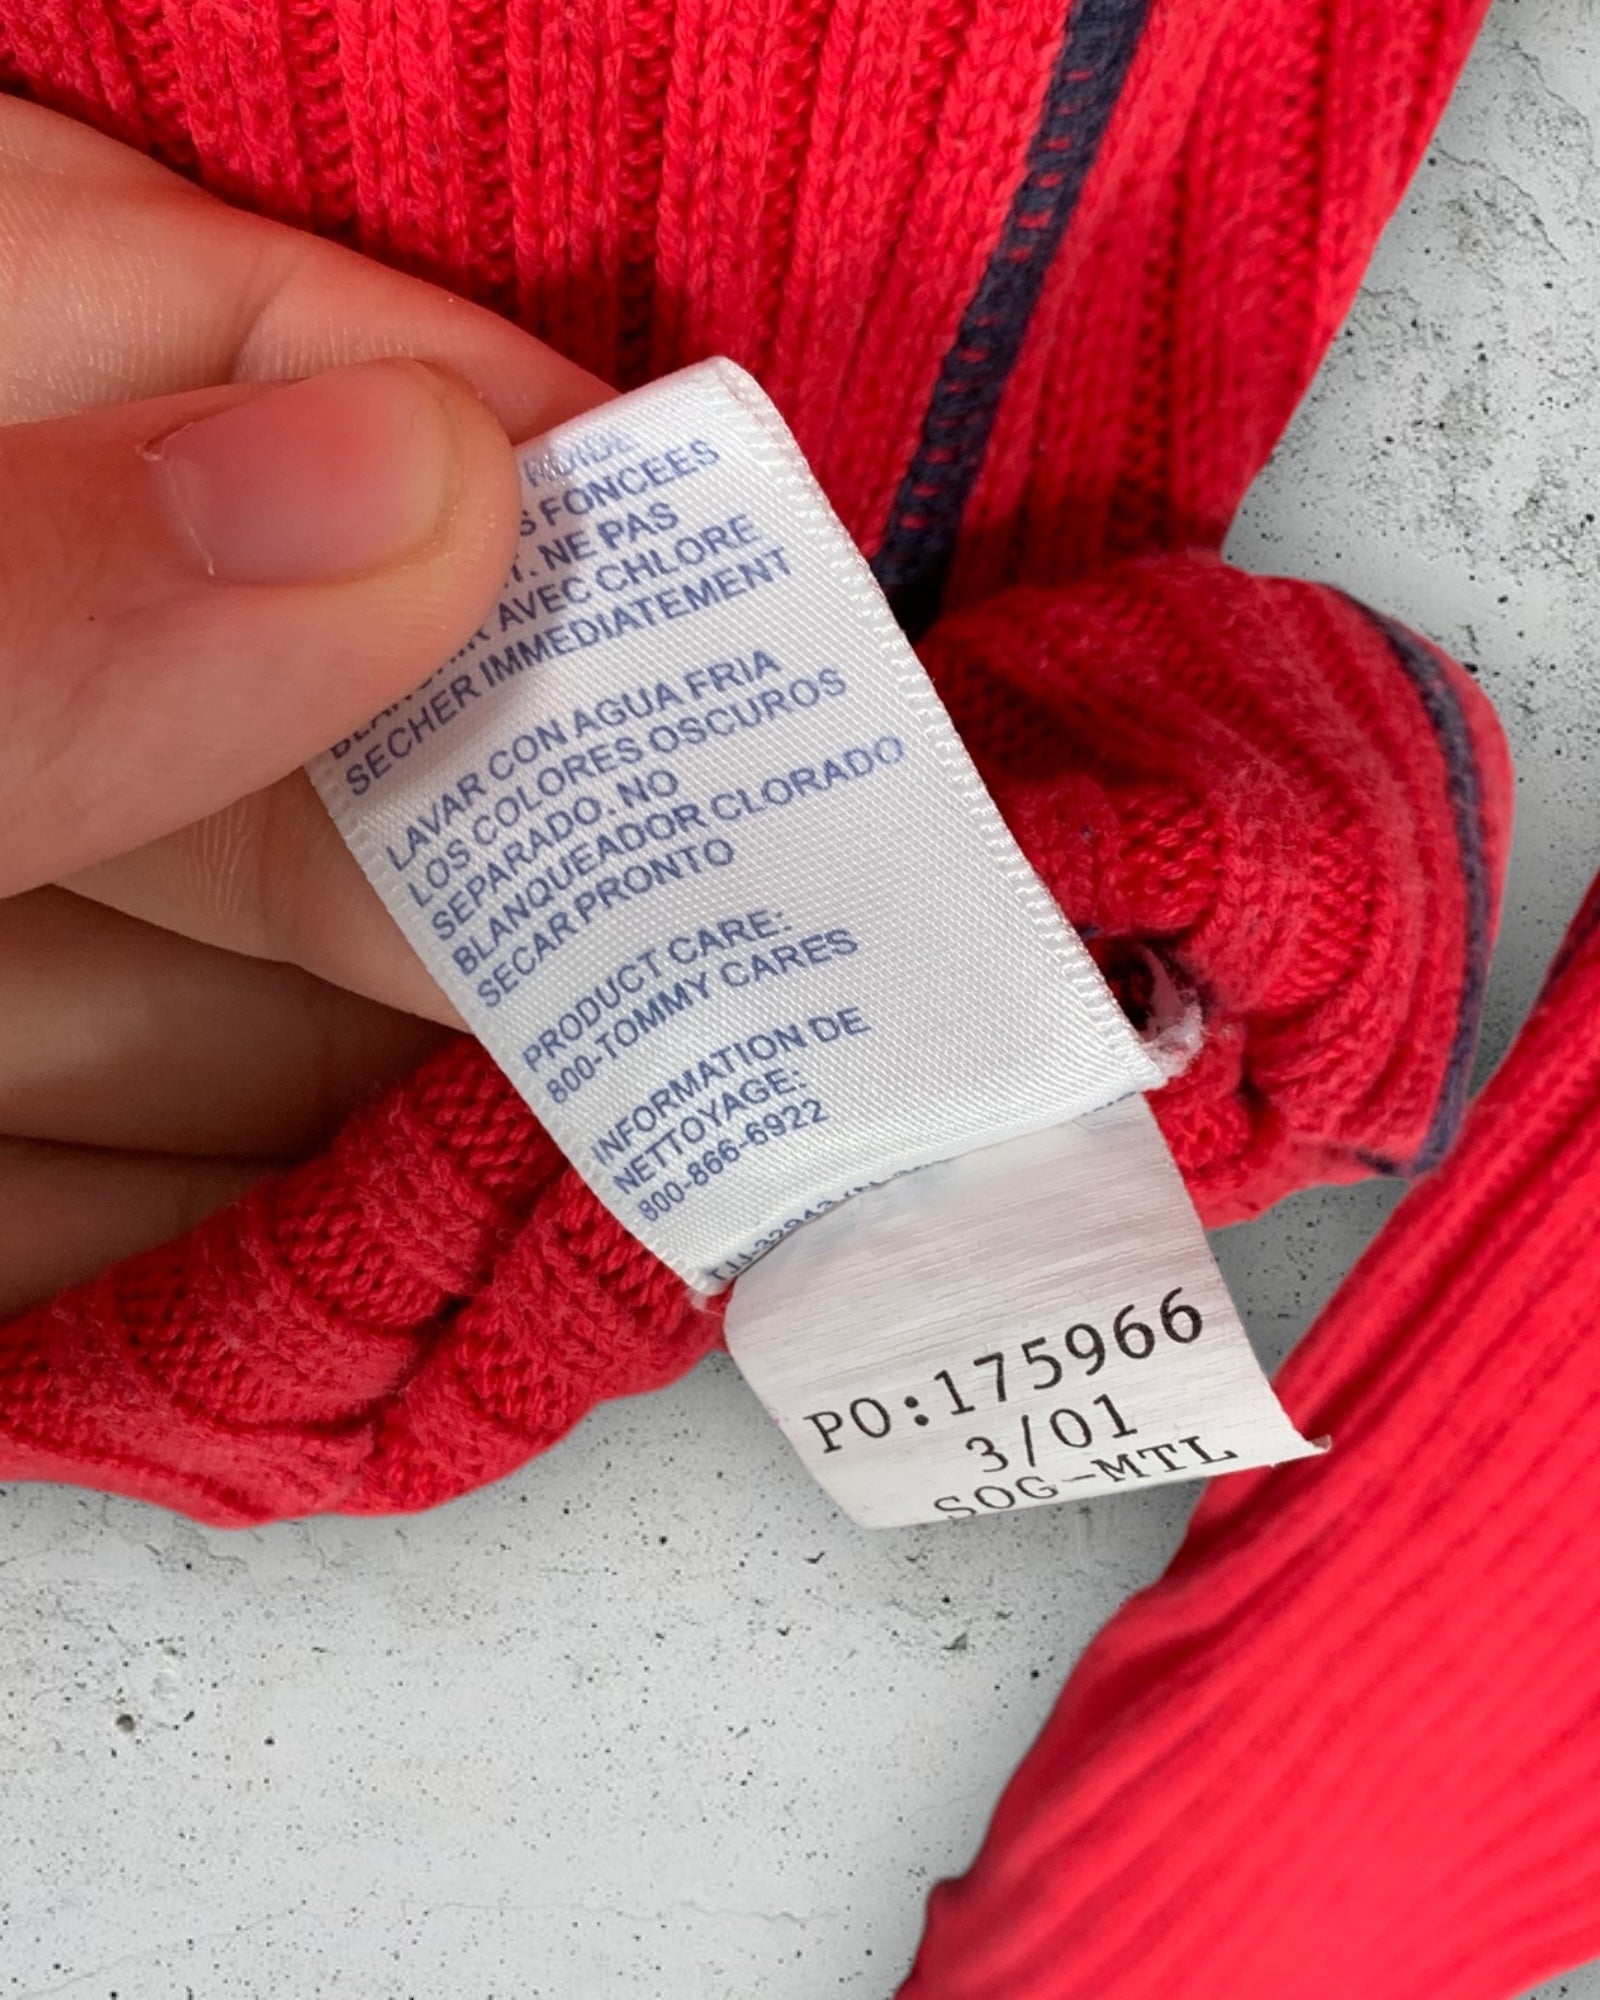 FONCEES
NE PAS
AVEC CHLORE
SECHER IMMEDIATEMENT
LAVAR CON AGUA FRIA
LOS COLORES OSCUROS
SEPARADO. NO
BLANQUEADOR CLORADO
SECAR PRONTO
PRODUCT CARE:
800-TOMMY CARES
INFORMATION DE
NETTOYAGE:
800-866-6922
PO:175966
3/01
SOG-MTL